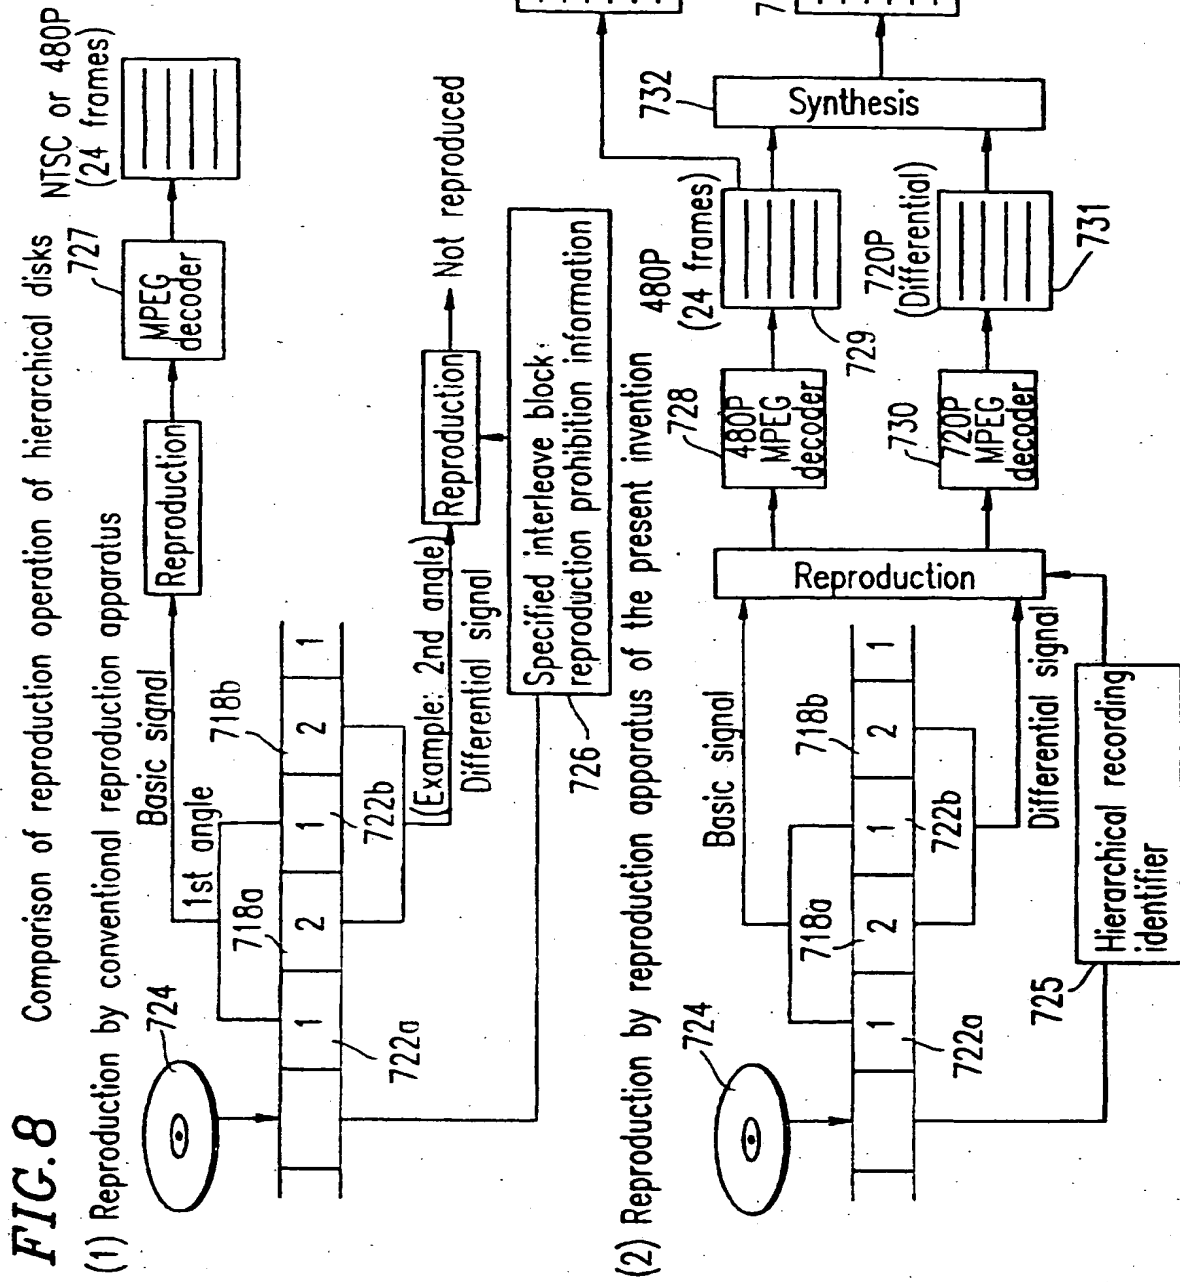 FIG.8
Comparison of reproduction operation of hierarchical disks
(1) Reproduction by conventional reproduction apparatus
724
Basic signal
1st angle
718a
718b
1
2
1
2
1
722a
722b
Reproduction
727
MPEG
decoder
NTSC or 480P
(24 frames)
(Example: 2nd angle)
Differential signal
Reproduction
Not reproduced
726
Specified interleave block:
reproduction prohibition information
(2) Reproduction by reproduction apparatus of the present invention
724
Basic signal
718a
718b
1
2
1
2
1
722a
722b
Differential signal
725
Hierarchical recording
identifier
Reproduction
728
480P
MPEG
decoder
730
720P
MPEG
decoder
480P
(24 frames)
729
720P
(Differential)
731
732
Synthesis